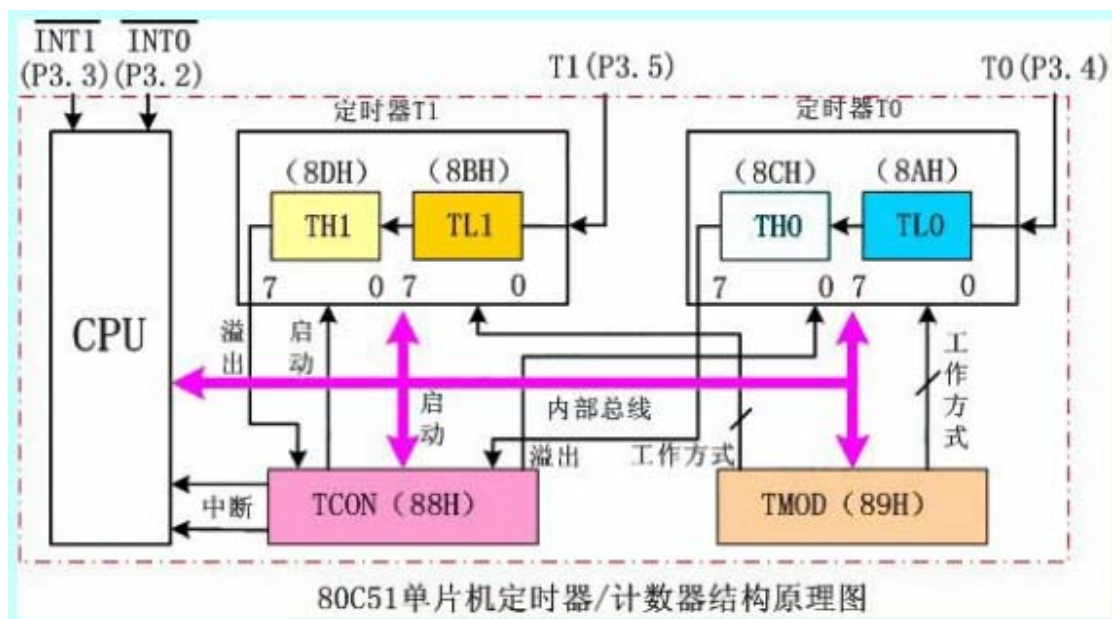 INT1 INT0
(P3.3) (P3.2)
T1(P3.5)
T0(P3.4)
定时器T1
定时器T0
(8DH) (8BH)
(8CH) (8AH)
TH1 TL1
TH0 TL0
7 0 7 0
7 0 7 0
CPU
溢出
启动
启动
内部总线
溢出
工作方式
工作方式
中断
TCON(88H)
TMOD(89H)
80C51单片机定时器/计数器结构原理图